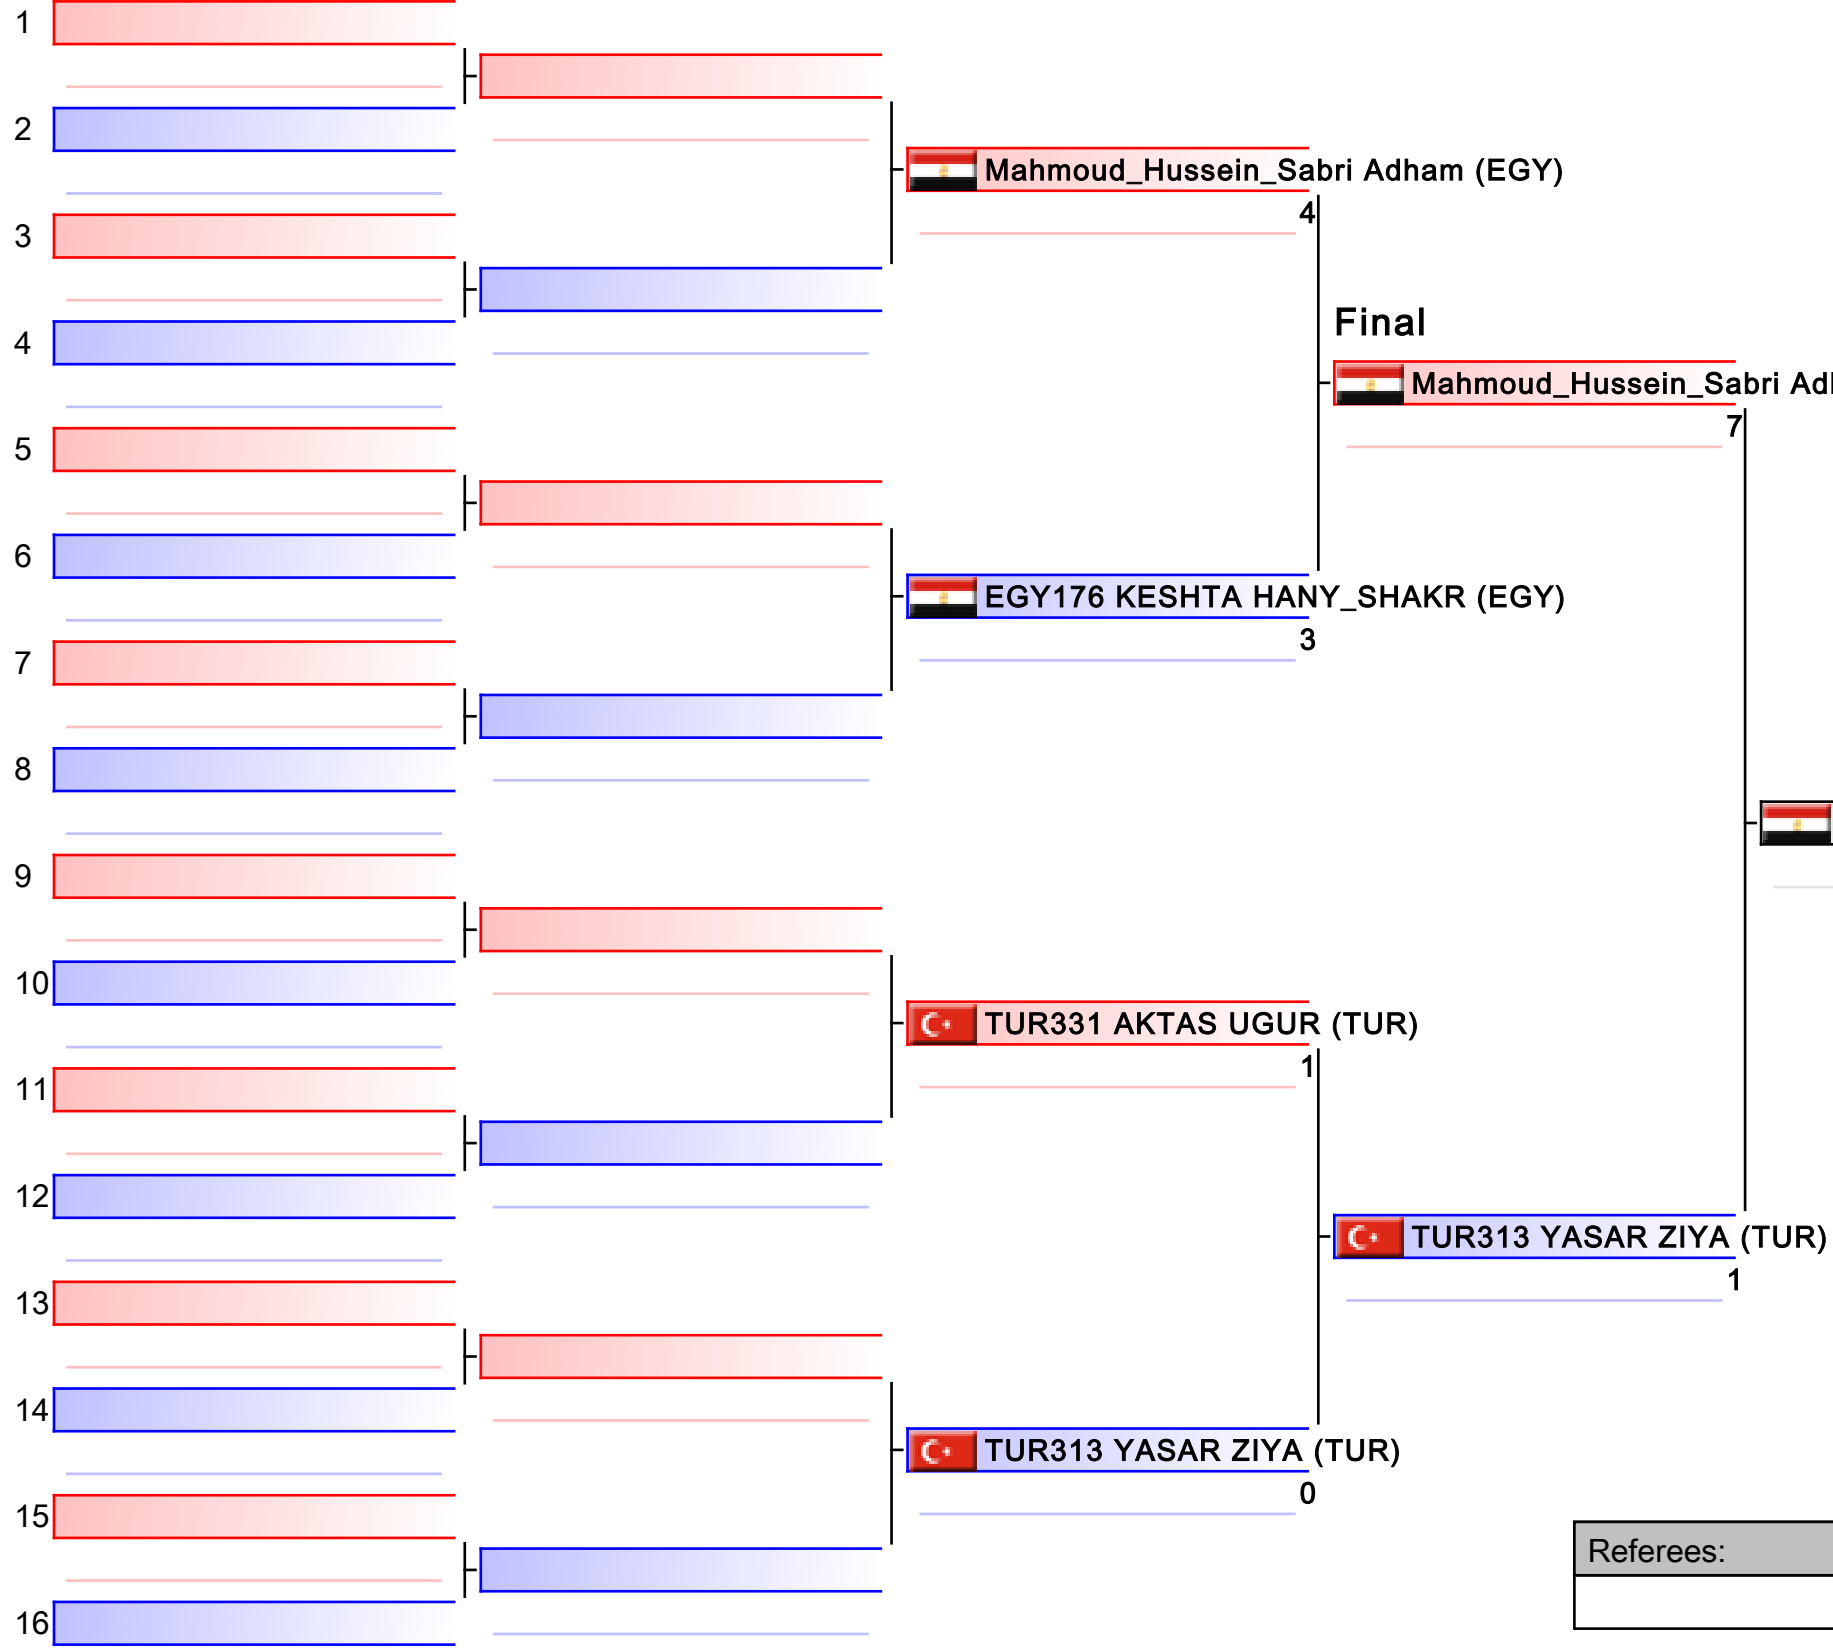 1
2
Mahmoud_Hussein_Sabri Adham (EGY)
4
3
Final
4
Mahmoud_Hussein_Sabri
7
5
6
EGY176 KESHTA HANY_SHAKR (EGY)
3
7
8
9
10
TUR331 AKTAS UGUR (TUR)
1
11
12
TUR313 YASAR ZIYA (TUR)
1
13
14
TUR313 YASAR ZIYA (TUR)
0
15
Referees:
16